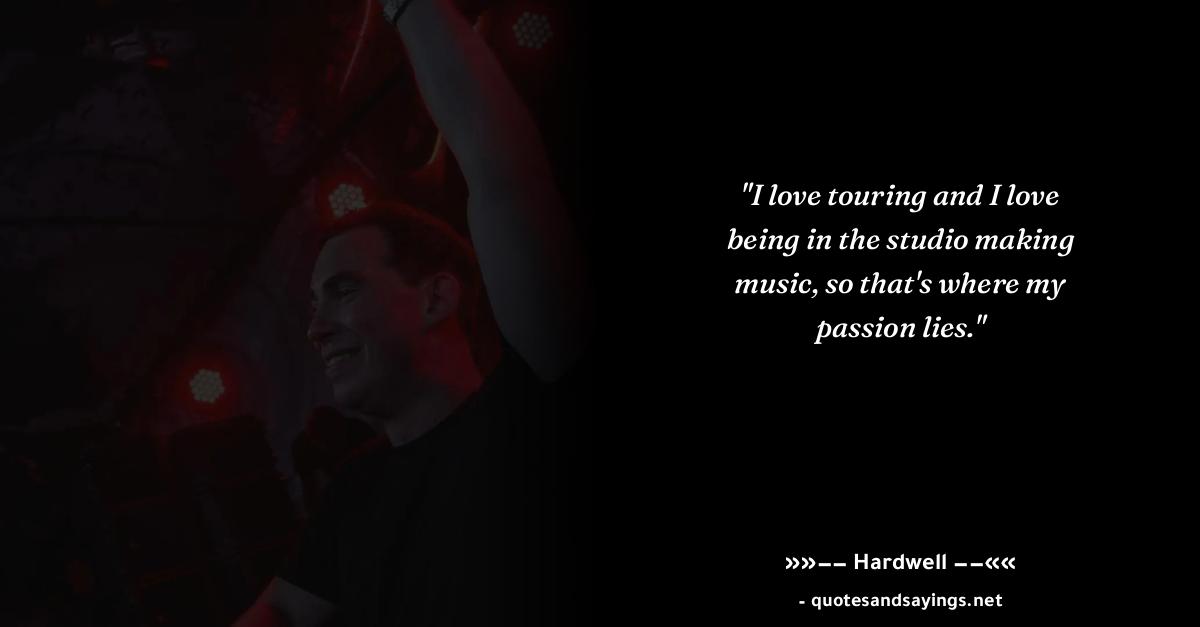 "I love touring and I love
being in the studio making
music, so that's where my
passion lies."
»»–– Hardwell ––««
- quotesandsayings.net